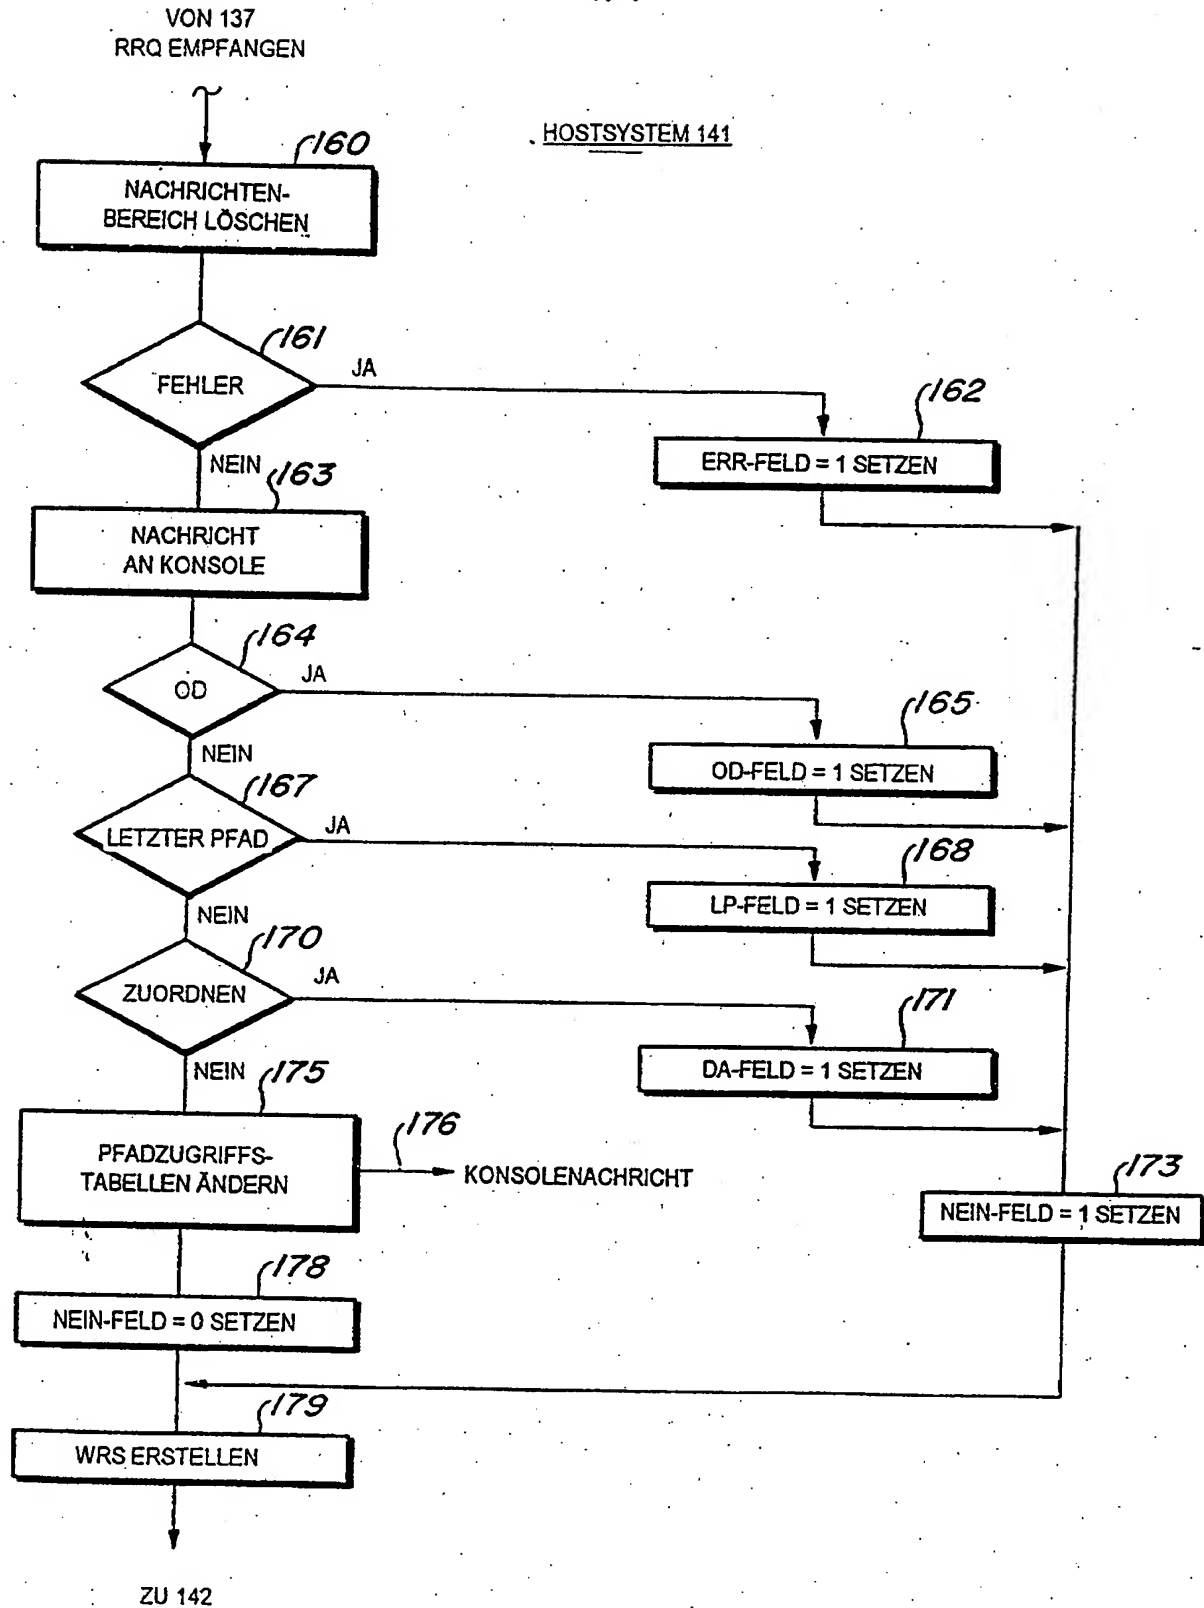 VON 137
RRQ EMPFANGEN
HOSTSYSTEM 141
160
NACHRICHTEN-
BEREICH LÖSCHEN
161
FEHLER
JA
162
ERR-FELD = 1 SETZEN
NEIN
163
NACHRICHT
AN KONSOLE
164
OD
JA
165
OD-FELD = 1 SETZEN
NEIN
167
LETZTER PFAD
JA
168
LP-FELD = 1 SETZEN
NEIN
170
ZUORDNEN
JA
171
DA-FELD = 1 SETZEN
NEIN
175
PFADZUGRIFFS-
TABELLEN ÄNDERN
176
KONSOLENACHRICHT
173
NEIN-FELD = 1 SETZEN
178
NEIN-FELD = 0 SETZEN
179
WRS ERSTELLEN
ZU 142